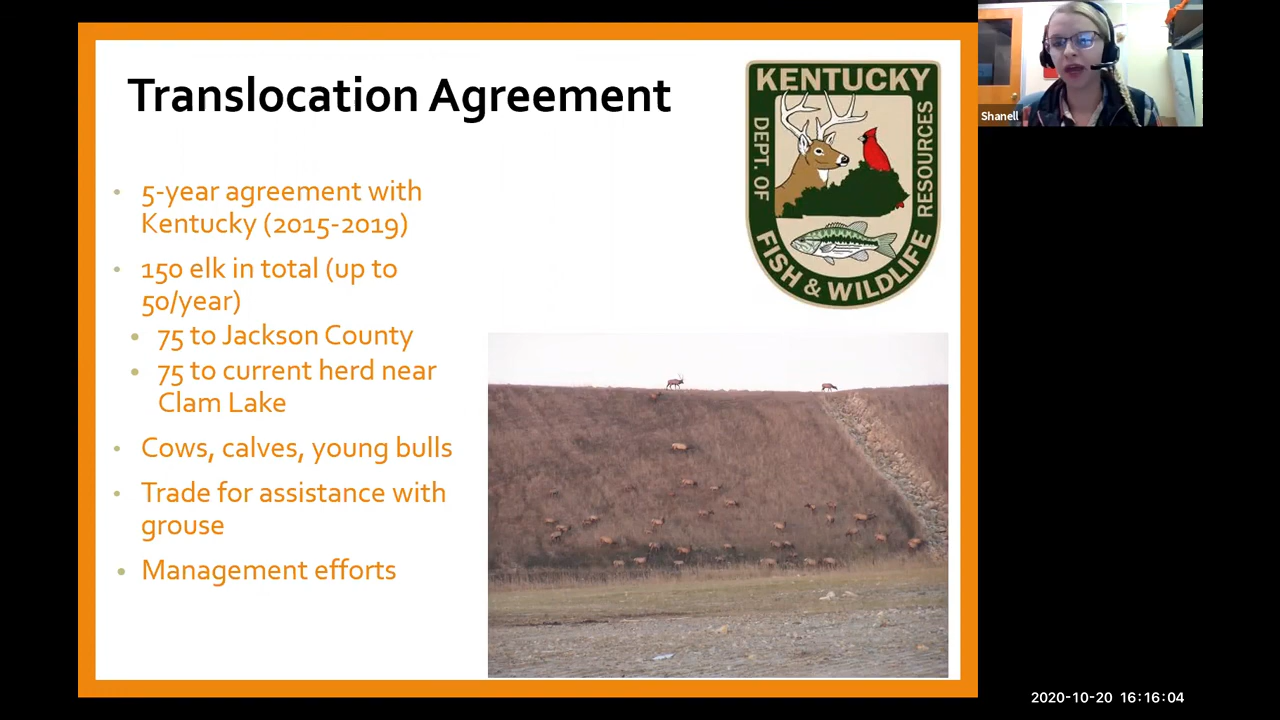 Translocation Agreement
KENTUCKY
DEPT. OF
RESOURCES
FISH & WILDLIFE
• 5-year agreement with
Kentucky (2015-2019)
• 150 elk in total (up to
50/year)
• 75 to Jackson County
• 75 to current herd near
Clam Lake
• Cows, calves, young bulls
• Trade for assistance with
grouse
• Management efforts
Shanell
2020-10-20 16:16:04